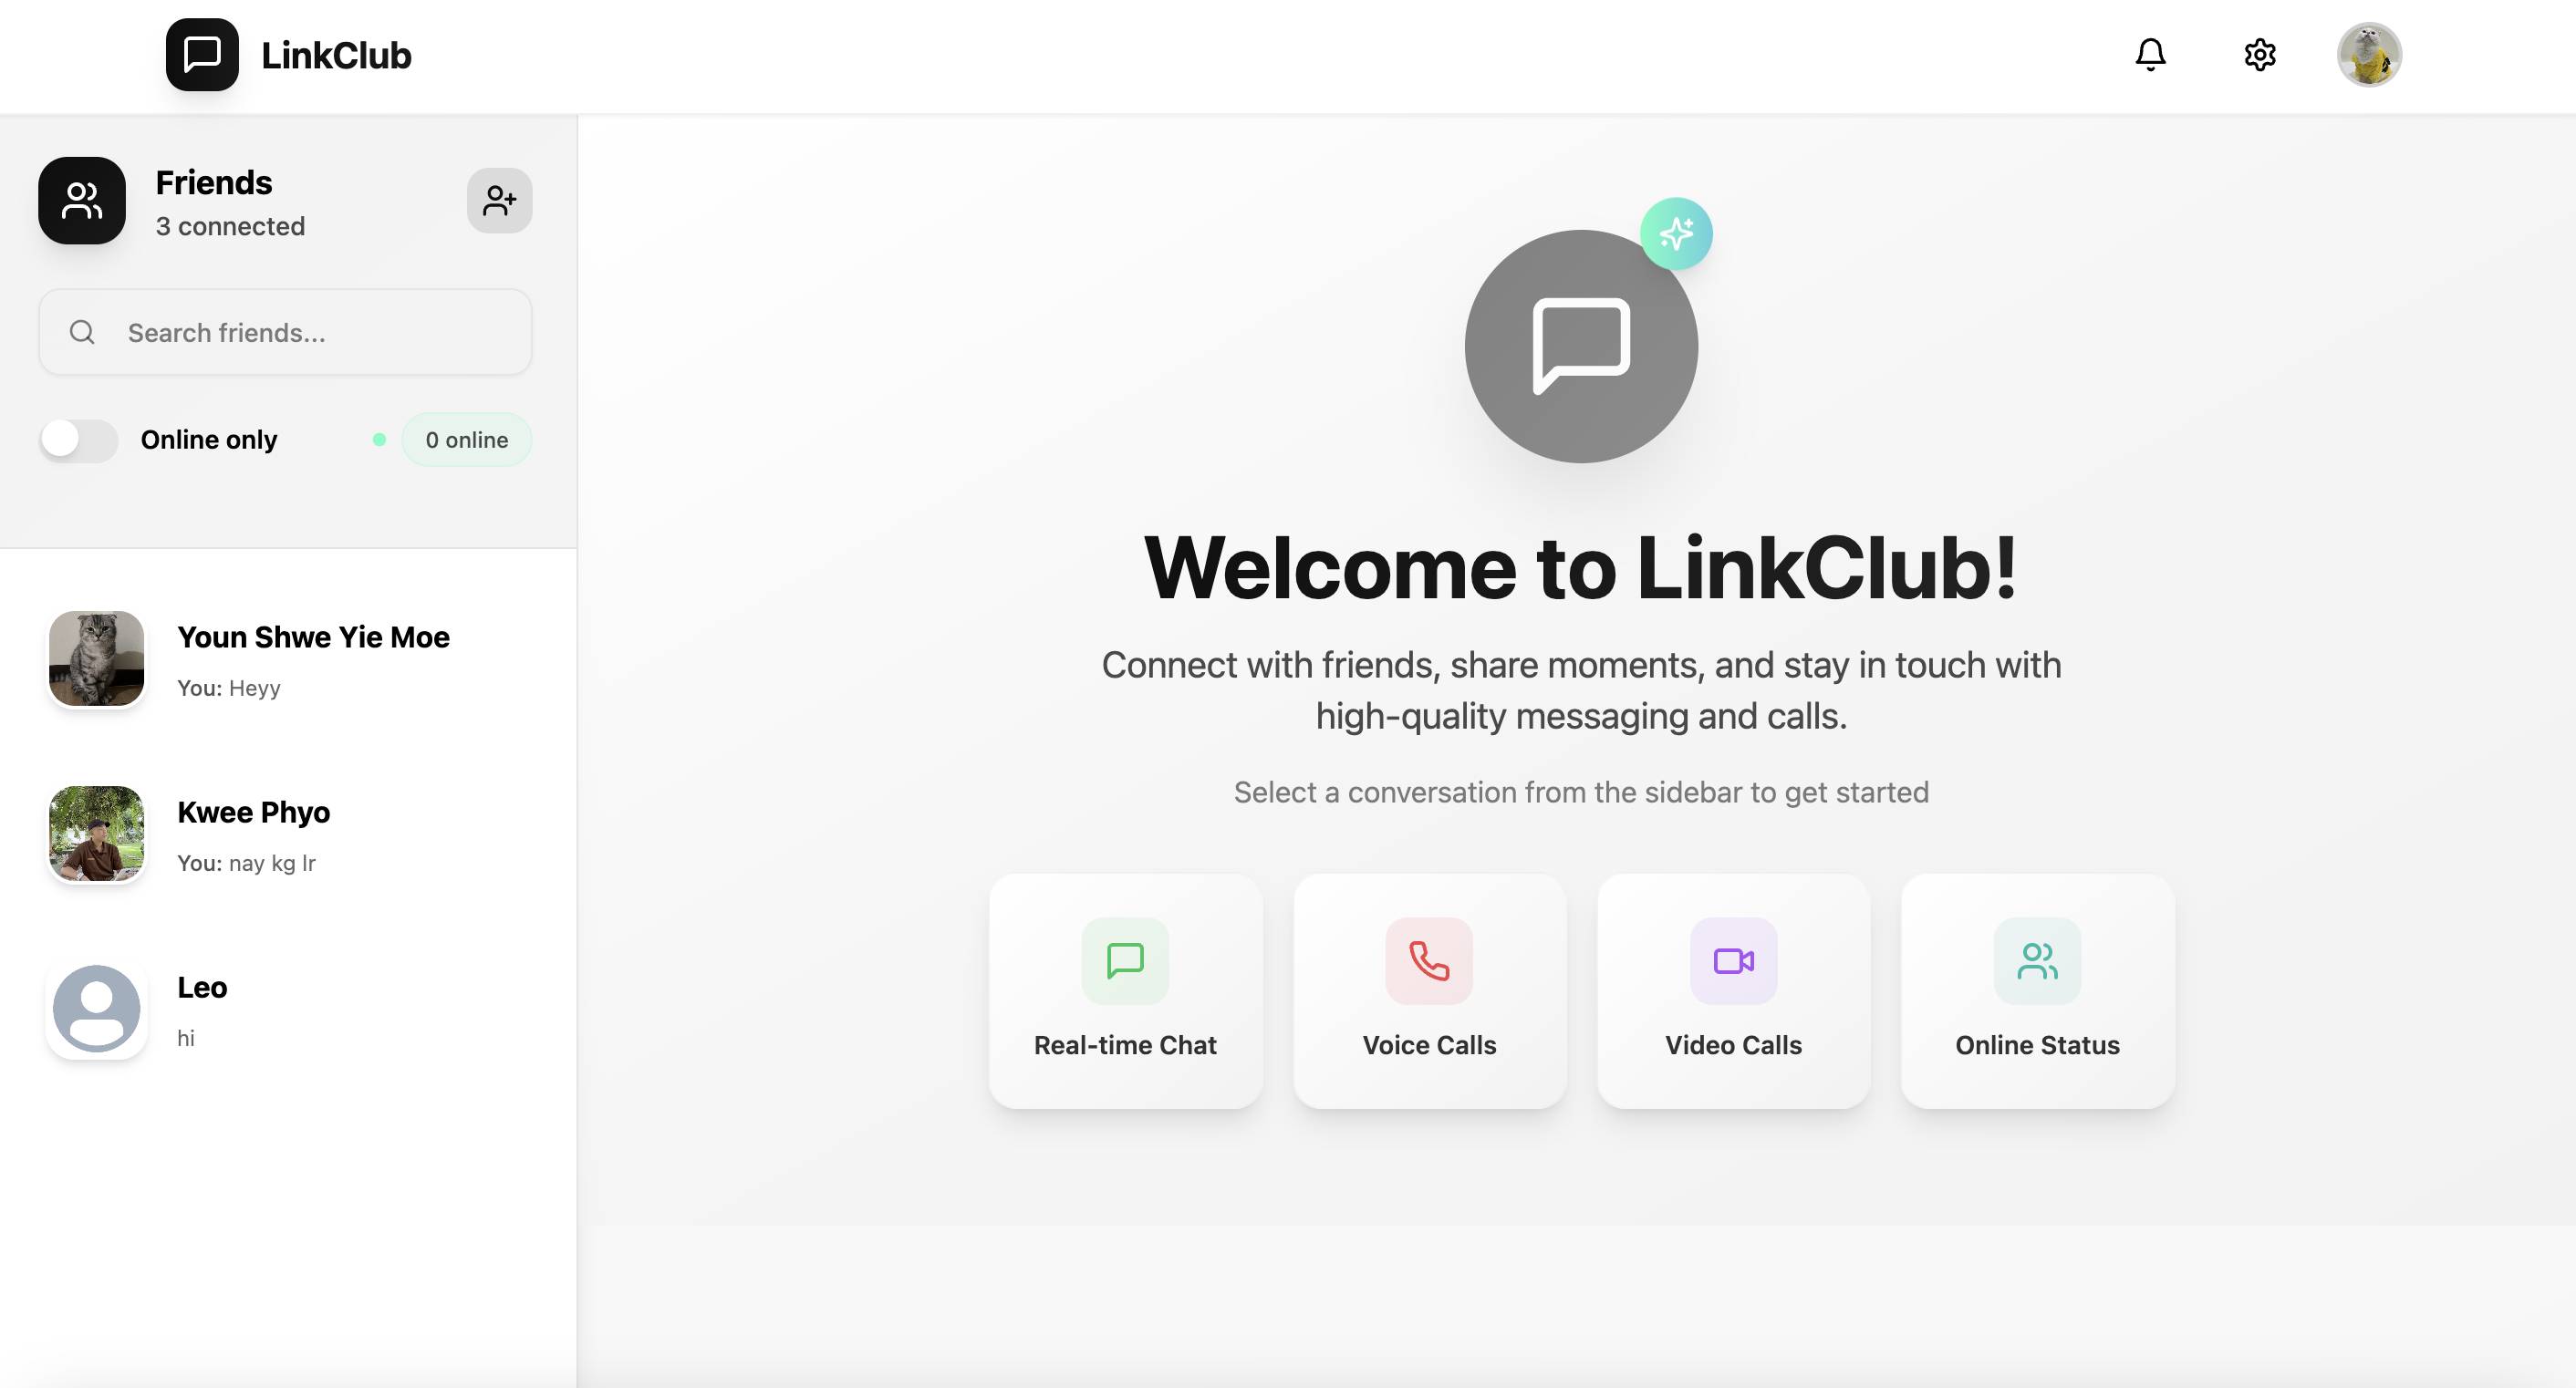 LinkClub
Friends
3 connected
Search friends...
Online only
0 online
Youn Shwe Yie Moe
You: Heyy
Kwee Phyo
You: nay kg lr
Leo
hi
Welcome to LinkClub!
Connect with friends, share moments, and stay in touch with
high-quality messaging and calls.
Select a conversation from the sidebar to get started
Real-time Chat
Voice Calls
Video Calls
Online Status